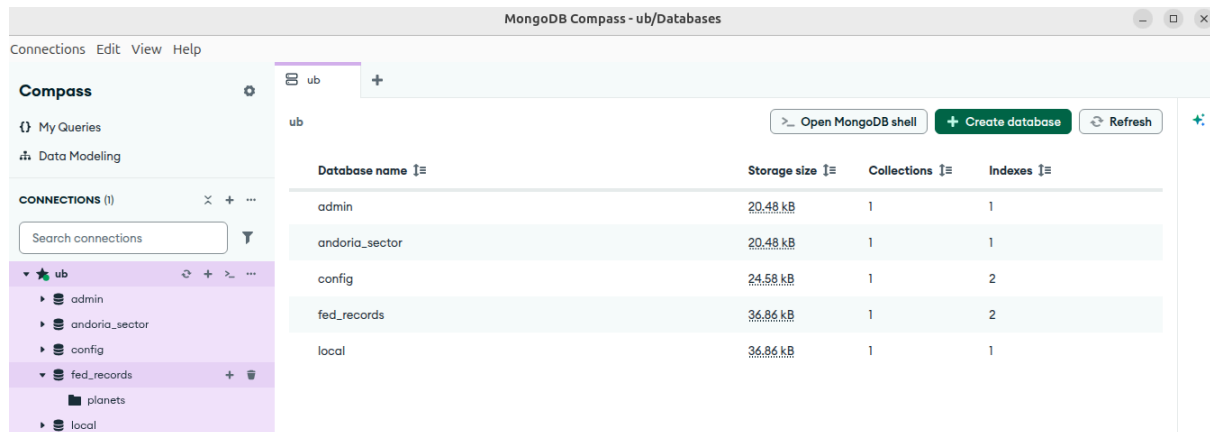 MongoDB Compass - ub/Databases
Connections Edit View Help
Compass
{} My Queries
Data Modeling
CONNECTIONS (1)
Search connections
ub
admin
andoria_sector
config
fed_records
planets
local
ub
ub
>_ Open MongoDB shell
+ Create database
Refresh
Database name Storage size Collections Indexes
admin 20.48 kB 1 1
andoria_sector 20.48 kB 1 1
config 24.58 kB 1 2
fed_records 36.86 kB 1 2
local 36.86 kB 1 1